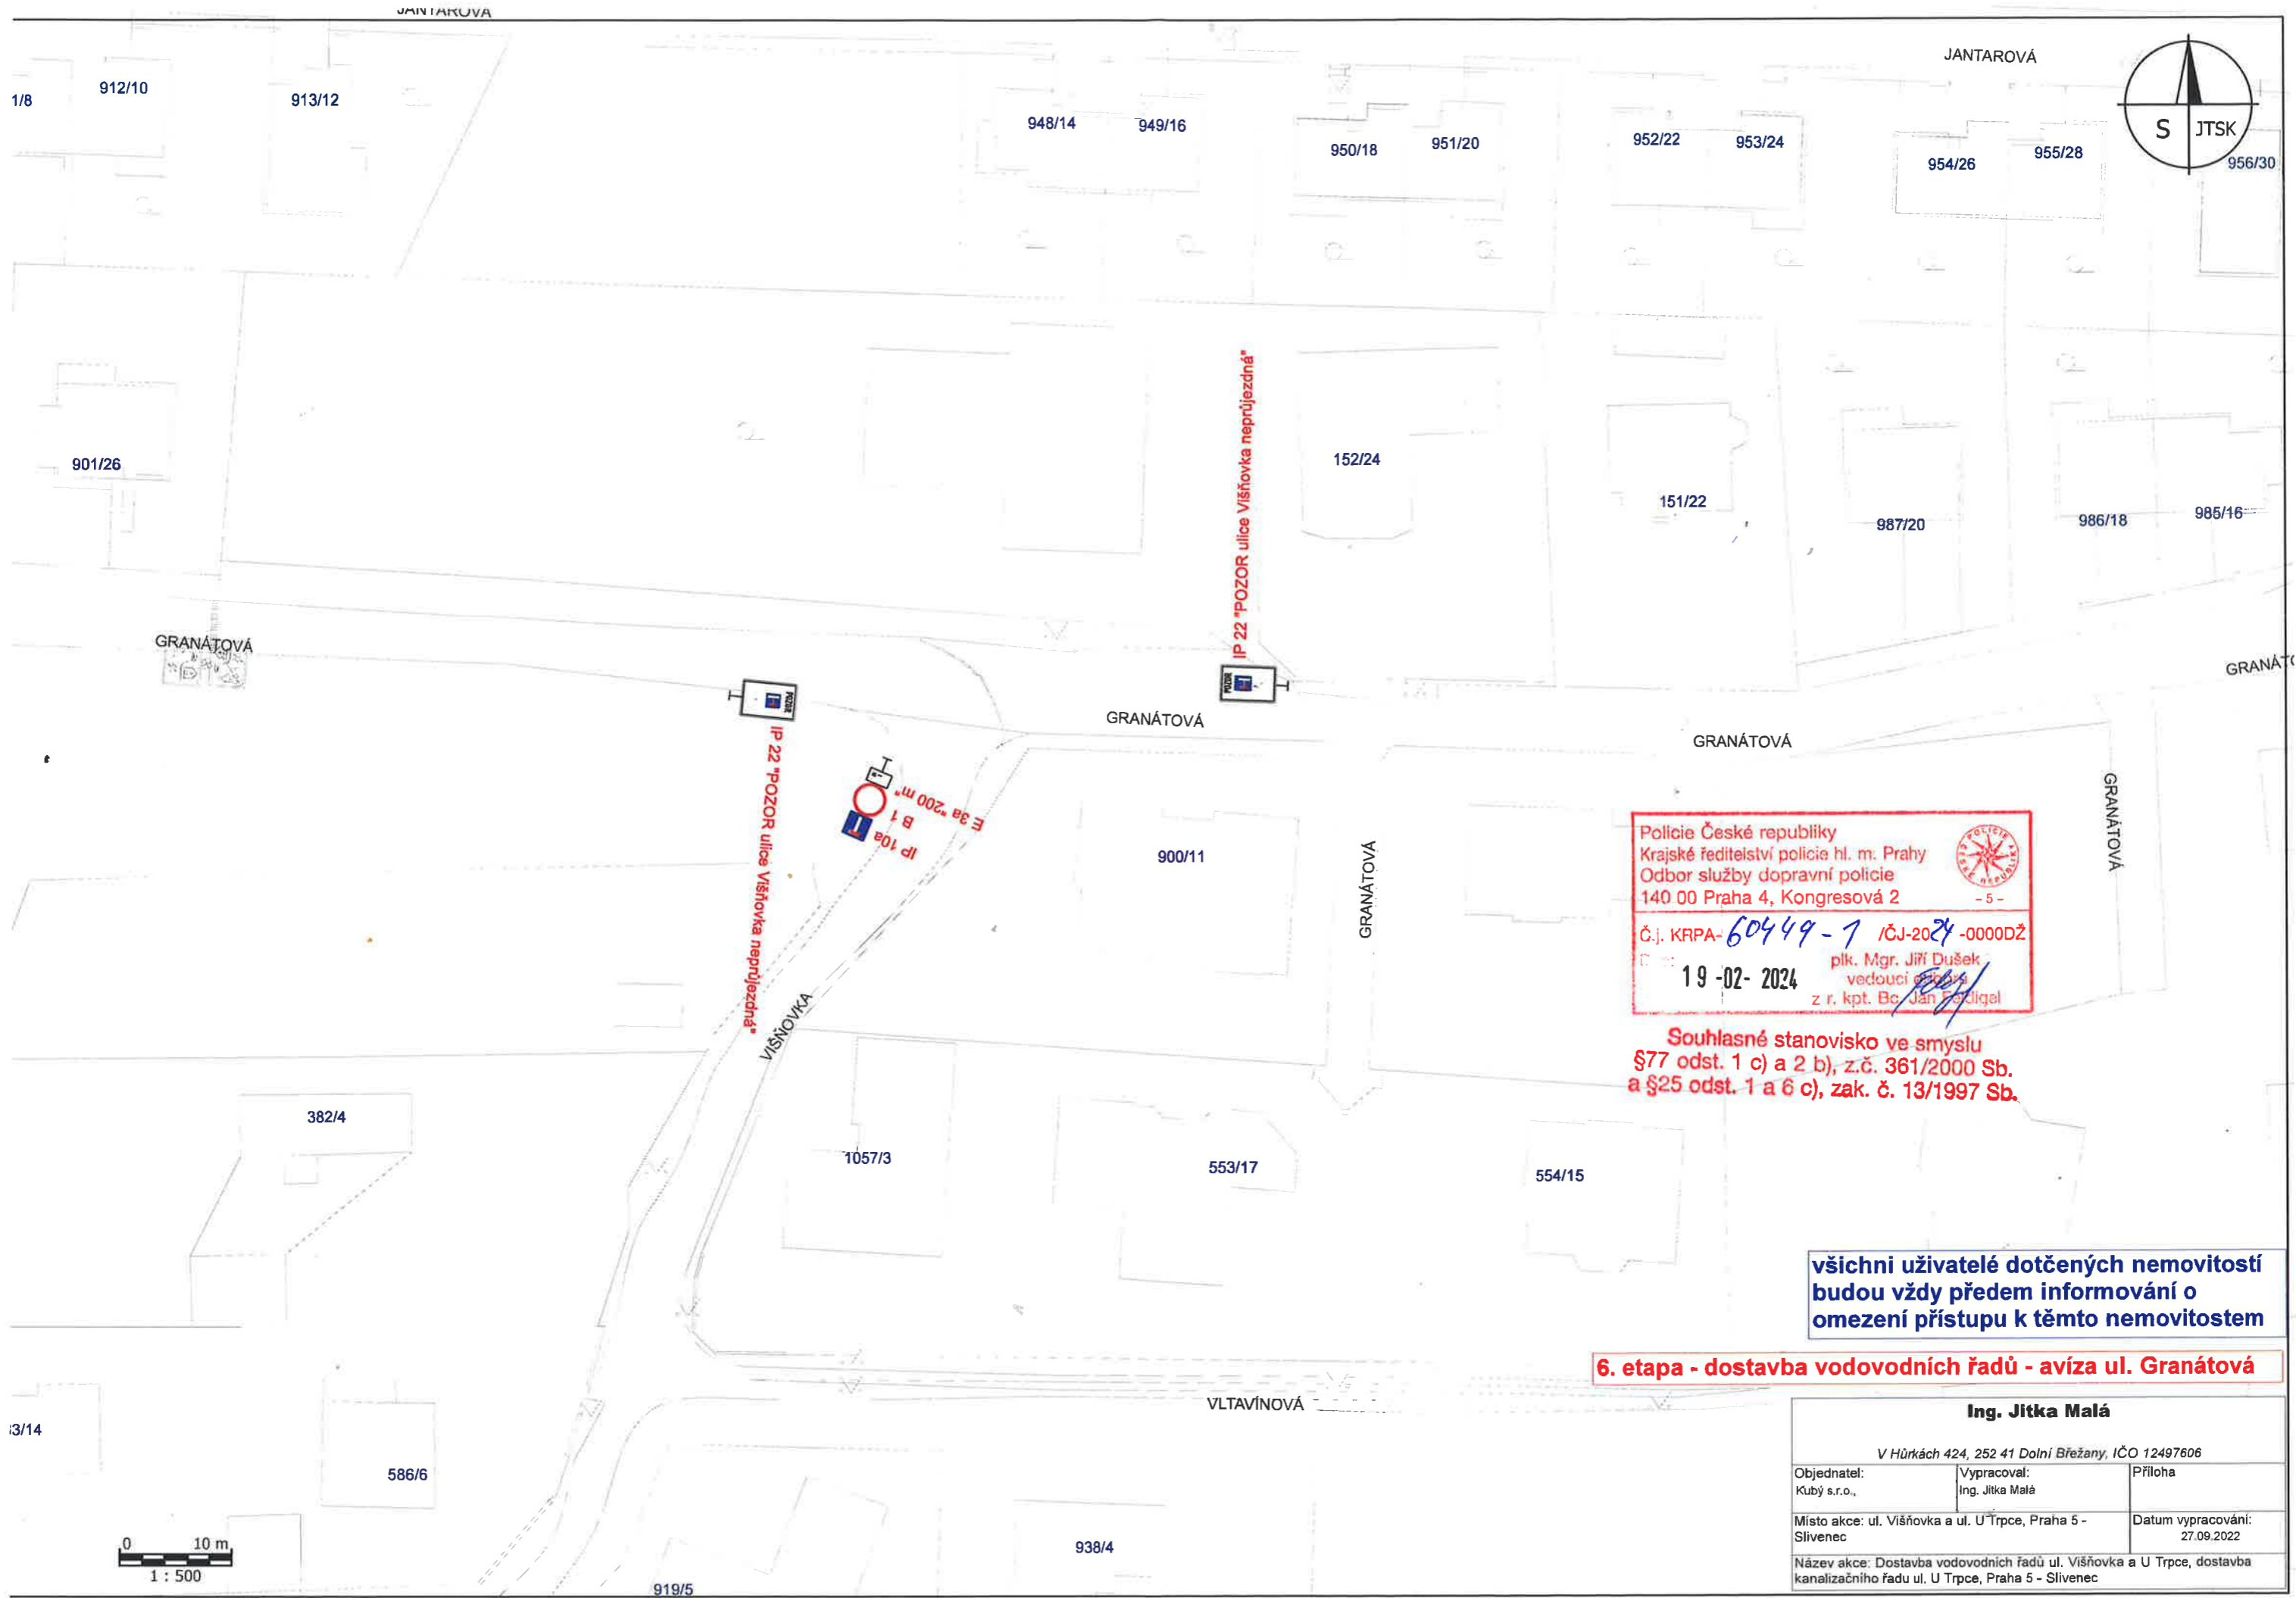 JANTAROVÁ
JANTAROVÁ
S JTSK
1/8
912/10
913/12
948/14
949/16
950/18
951/20
952/22
953/24
954/26
955/28
956/30
901/26
152/24
151/22
987/20
986/18
985/16
IP 22 "POZOR ulice Višňovka neprůjezdná"
POZOR
GRANÁTOVÁ
GRANÁTOVÁ
GRANÁTOVÁ
GRANÁT
POZOR
IP 22 "POZOR ulice Višňovka neprůjezdná"
E 3a "200 m"
B 1
IP 10a
VIŠŇOVKA
900/11
GRANÁTOVÁ
GRANÁTOVÁ
Policie České republiky
Krajské ředitelství policie hl. m. Prahy
Odbor služby dopravní policie
140 00 Praha 4, Kongresová 2
POLICIE ČESKÉ REPUBLIKY
- 5 -
Č.j. KRPA- 60449-1 /ČJ-2024 -0000DŽ
19 -02- 2024
plk. Mgr. Jiří Dušek
vedoucí odboru
z r. kpt. Bc. Jan
Souhlasné stanovisko ve smyslu
§77 odst. 1 c) a 2 b), z.č. 361/2000 Sb.
a §25 odst. 1 a 6 c), zak. č. 13/1997 Sb.
382/4
1057/3
553/17
554/15
všichni uživatelé dotčených nemovitostí
budou vždy předem informování o
omezení přístupu k těmto nemovitostem
6. etapa - dostavba vodovodních řadů - avíza ul. Granátová
VLTAVÍNOVÁ
3/14
586/6
938/4
919/5
0 10 m
1 : 500
Ing. Jitka Malá
V Hůrkách 424, 252 41 Dolní Břežany, IČO 12497606
Objednatel:
Kubý s.r.o.,
Vypracoval:
Ing. Jitka Malá
Příloha
Místo akce: ul. Višňovka a ul. U Trpce, Praha 5 -
Slivenec
Datum vypracování:
27.09.2022
Název akce: Dostavba vodovodních řadů ul. Višňovka a U Trpce, dostavba
kanalizačního řadu ul. U Trpce, Praha 5 - Slivenec